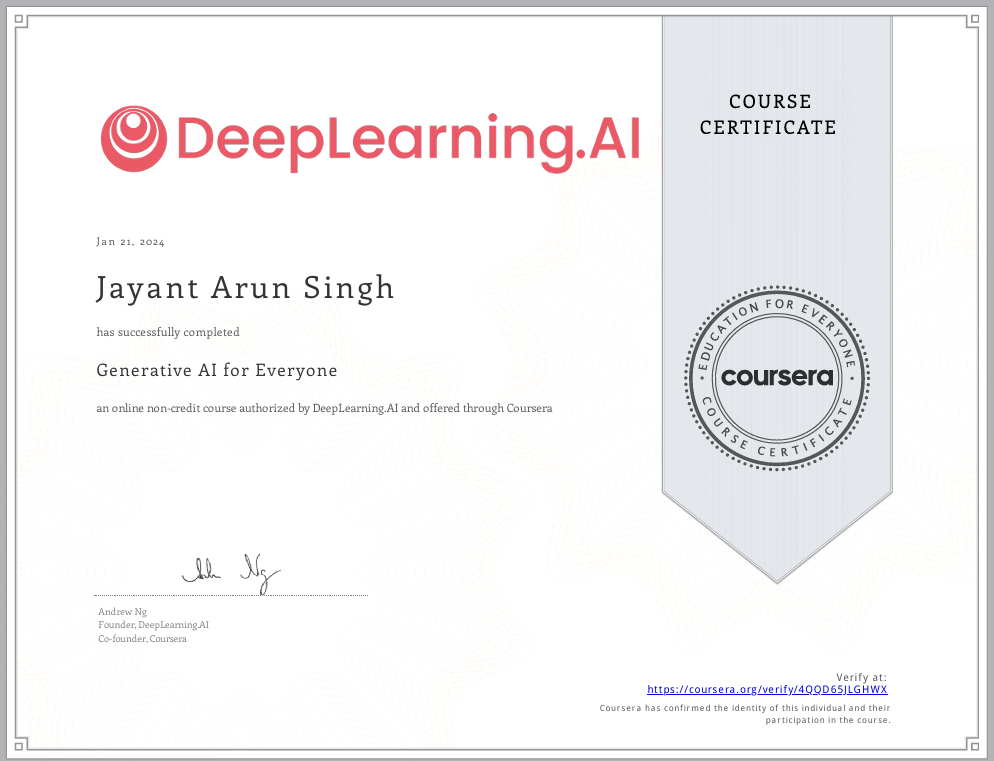 DeepLearning.AI
COURSE
CERTIFICATE
Jan 21, 2024
Jayant Arun Singh
has successfully completed
Generative AI for Everyone
an online non-credit course authorized by DeepLearning.AI and offered through Coursera
EDUCATION FOR EVERYONE
coursera
COURSE CERTIFICATE
Andrew Ng
Founder, DeepLearning.AI
Co-founder, Coursera
Verify at:
https://coursera.org/verify/4QQD65JLGHWX
Coursera has confirmed the identity of this individual and their
participation in the course.